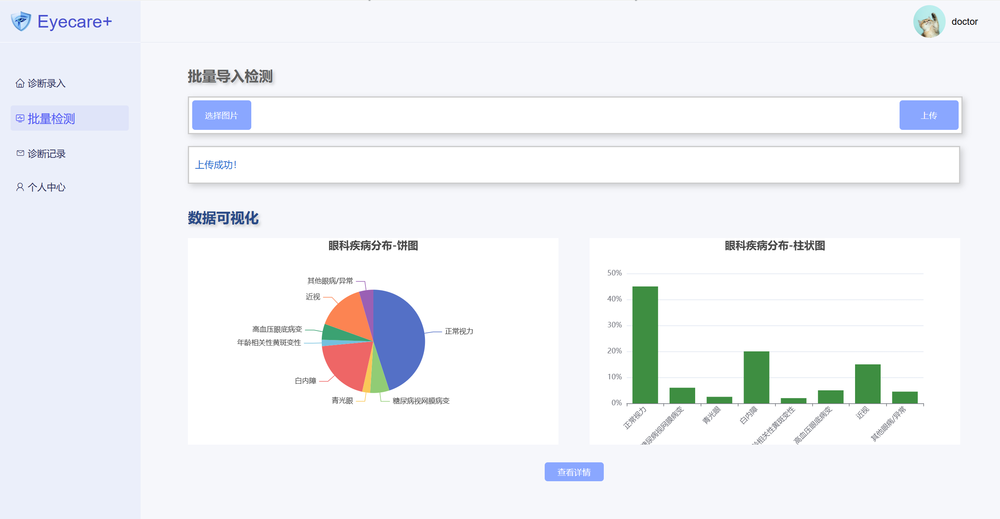 Eyecare+
doctor
诊断录入
批量检测
诊断记录
个人中心
批量导入检测
选择图片
上传
上传成功!
数据可视化
眼科疾病分布-饼图
其他眼病/异常
近视
高血压眼底病变
年龄相关性黄斑变性
白内障
青光眼
糖尿病视网膜病变
正常视力
眼科疾病分布-柱状图
50%
40%
30%
20%
10%
0%
正常视力
糖尿病视网膜病变
青光眼
白内障
相关性黄斑变性
高血压眼底病变
近视
其他眼病/异常
查看详情